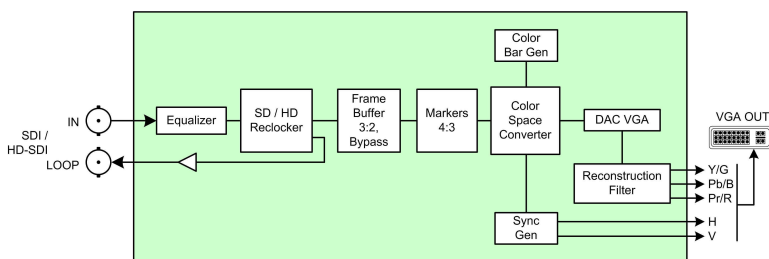 Color
Bar Gen
SDI /
HD-SDI
IN
LOOP
Equalizer
SD / HD
Reclocker
Frame
Buffer
3:2,
Bypass
Markers
4:3
Color
Space
Converter
DAC VGA
Reconstruction
Filter
Sync
Gen
VGA OUT
Y/G
Pb/B
Pr/R
H
V